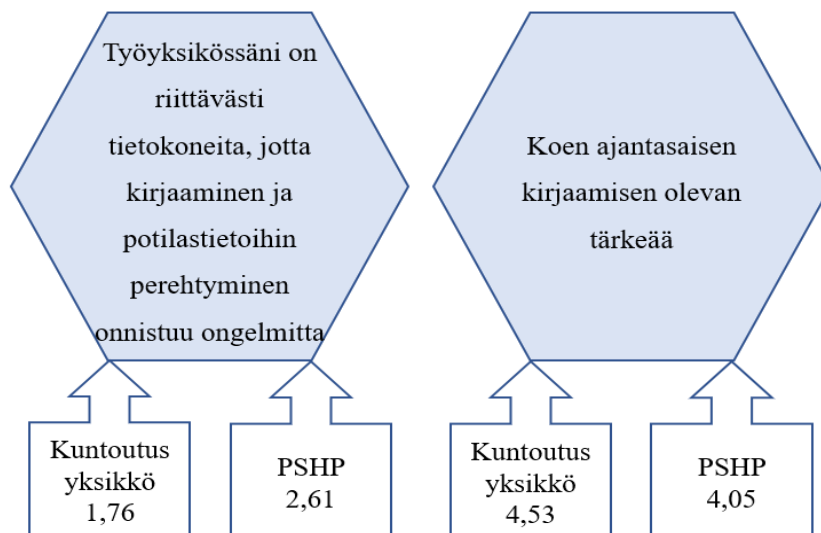 Työyksikössäni on
riittävästi
tietokoneita, jotta
kirjaaminen ja
potilastietoihin
perehtyminen
onnistuu ongelmitta
Koen ajantasaisen
kirjaamisen olevan
tärkeää
Kuntoutus
yksikkö
1,76
PSHP
2,61
Kuntoutus
yksikkö
4,53
PSHP
4,05